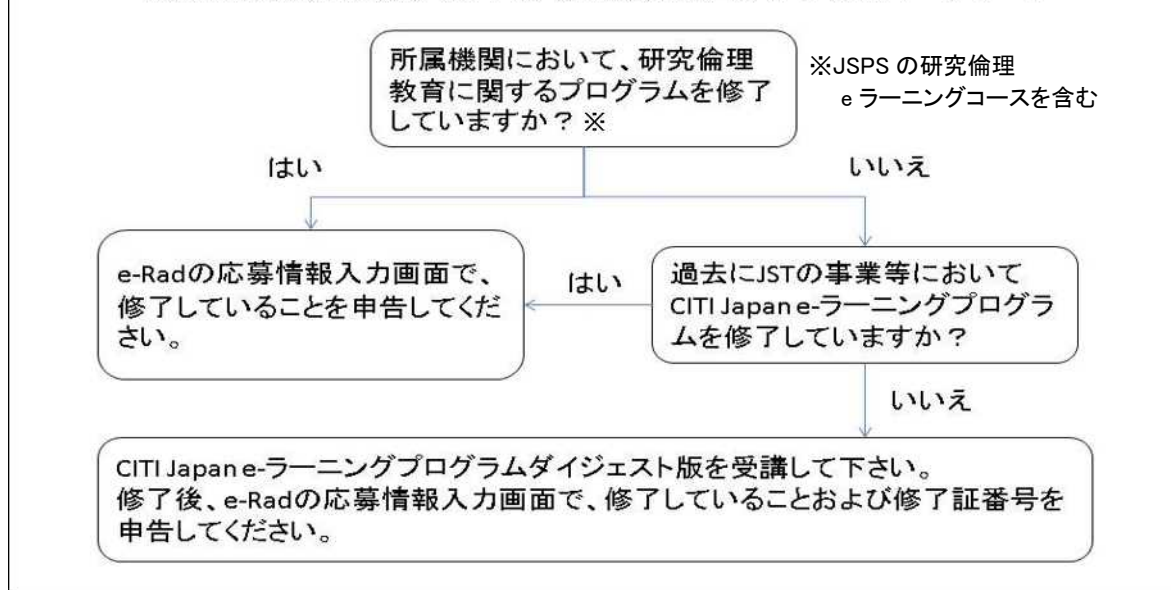 所属機関において、研究倫理
教育に関するプログラムを修了
していますか？※
※JSPS の研究倫理
e ラーニングコースを含む
はい
いいえ
e-Radの応募情報入力画面で、
修了していることを申告してくだ
さい。
はい
過去にJSTの事業等において
CITI Japan e-ラーニングプログラ
ムを修了していますか？
いいえ
CITI Japan e-ラーニングプログラムダイジェスト版を受講して下さい。
修了後、e-Radの応募情報入力画面で、修了していることおよび修了証番号を
申告してください。